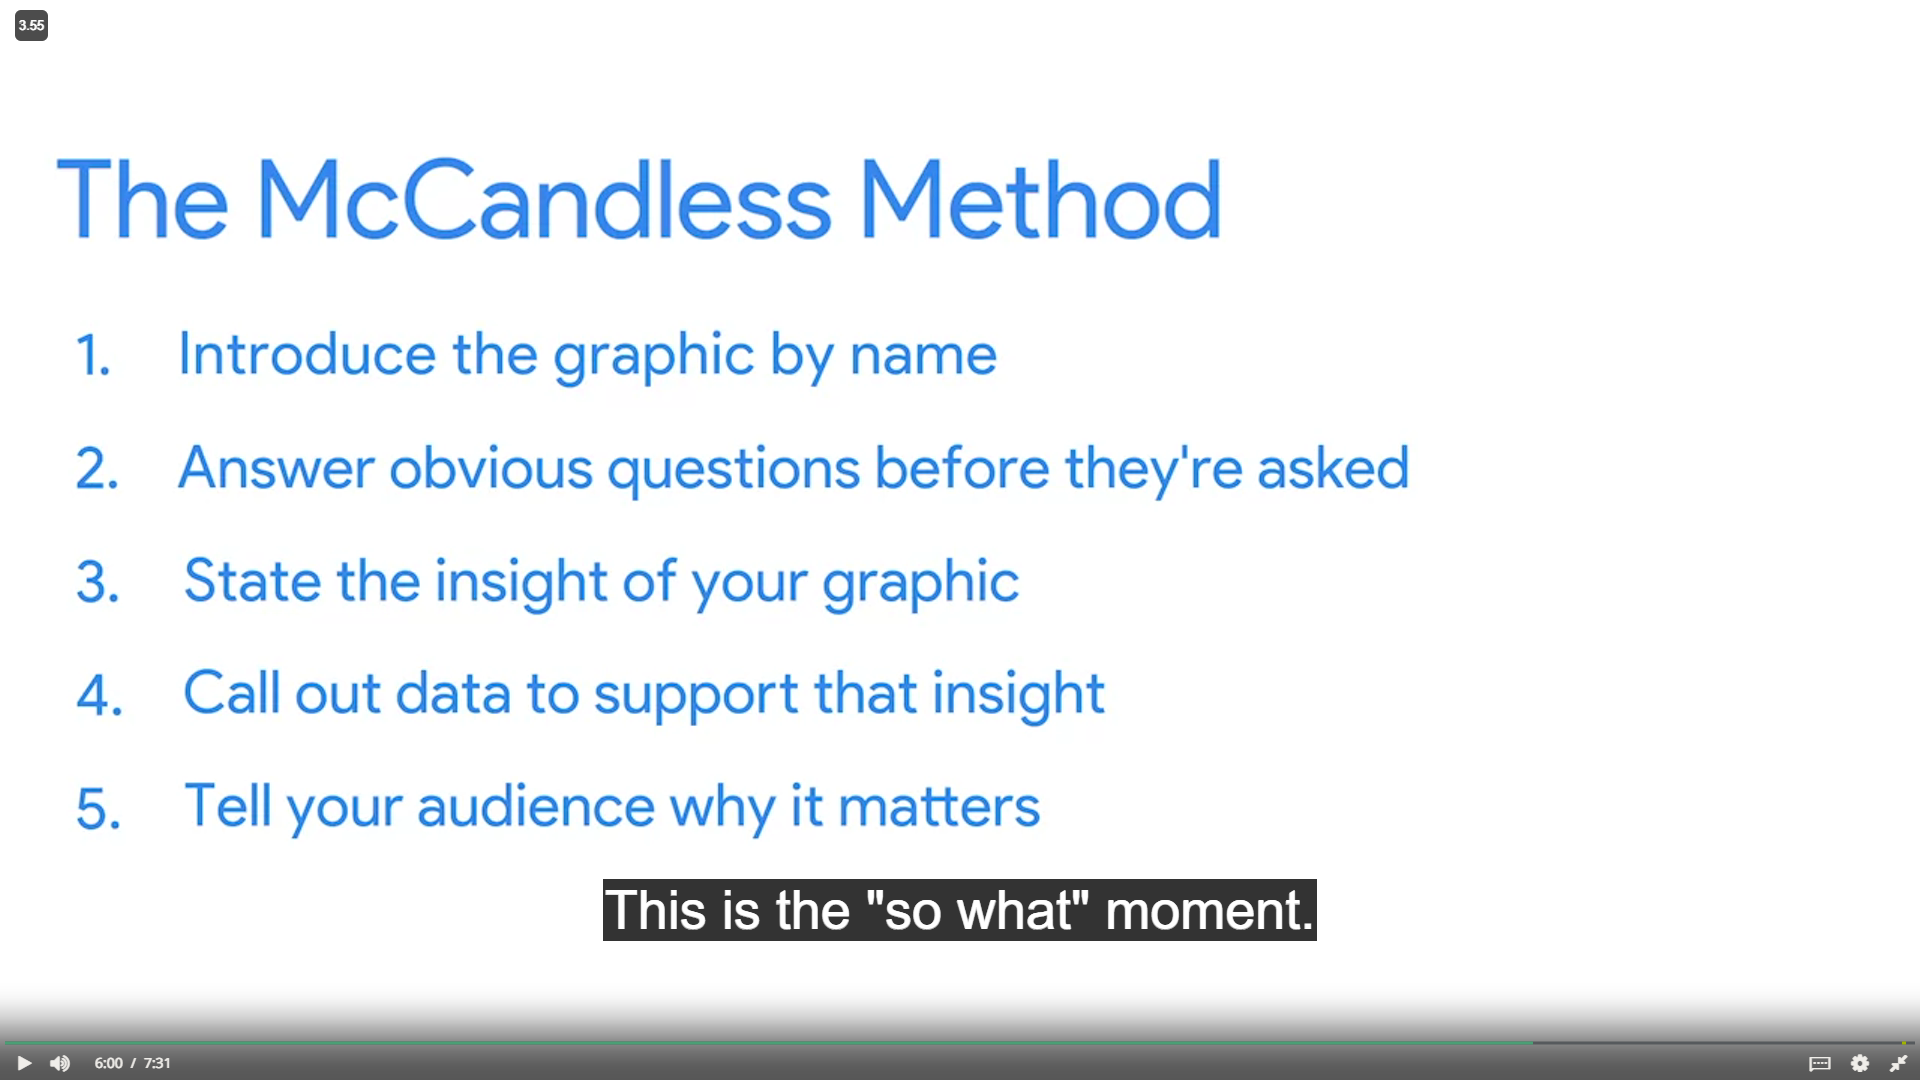 3.55
The McCandless Method
1. Introduce the graphic by name
2. Answer obvious questions before they're asked
3. State the insight of your graphic
4. Call out data to support that insight
5. Tell your audience why it matters
This is the "so what" moment.
6:00 / 7:31